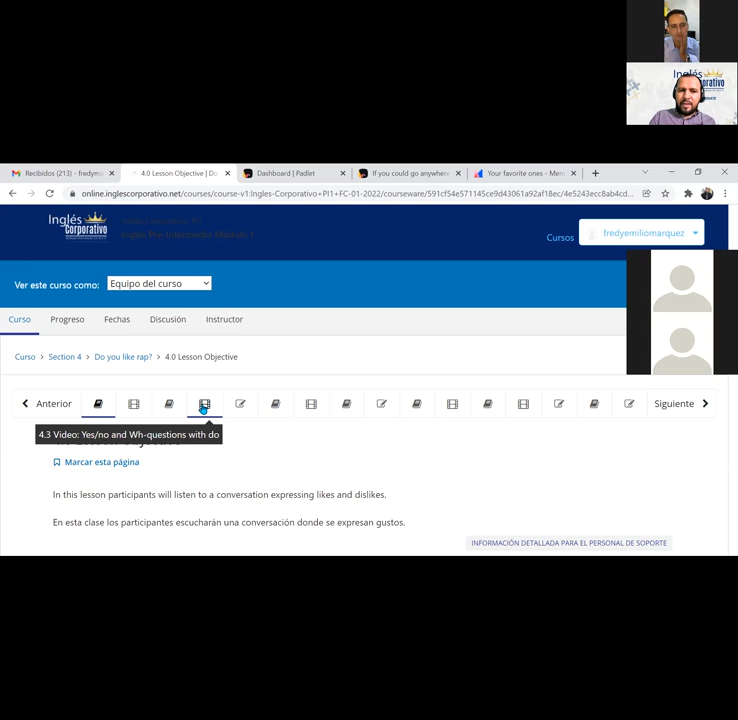 Inglés
Corporativo
Recibidos (213) - fredym
4.0 Lesson Objective | Do
Dashboard | Padlet
If you could go anywhere
Your favorite ones - Men
online.inglescorporativo.net/courses/course-v1:Ingles-Corporativo+PI1+FC-01-2022/courseware/591cf54e571145ce9d43061a92af18ec/4e5243ecc8ab4cd...
Inglés
Corporativo
Ingles-Corporativo PI1
Inglés Pre-Intermedio Módulo 1
Cursos
fredyemiliomarquez
Ver este curso como:
Equipo del curso
Curso
Progreso
Fechas
Discusión
Instructor
Curso > Section 4 > Do you like rap? > 4.0 Lesson Objective
Anterior
Siguiente
4.3 Video: Yes/no and Wh-questions with do
Marcar esta página
In this lesson participants will listen to a conversation expressing likes and dislikes.
En esta clase los participantes escucharán una conversación donde se expresan gustos.
INFORMACIÓN DETALLADA PARA EL PERSONAL DE SOPORTE